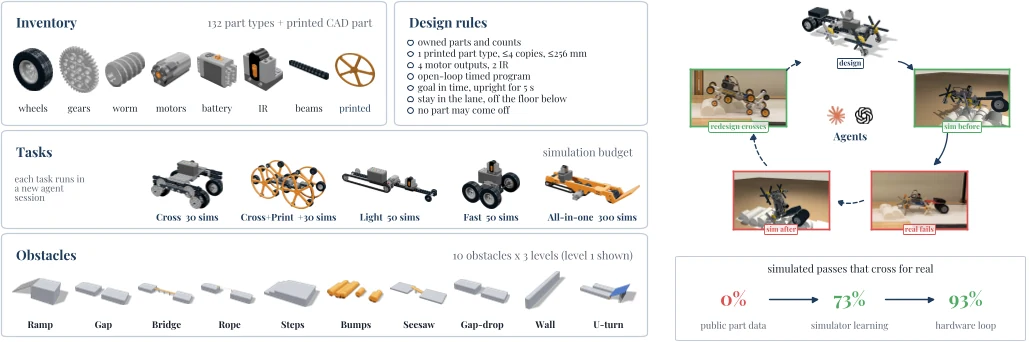 Inventory
132 part types + printed CAD part
wheels
gears
worm
motors
battery
IR
beams
printed
Design rules
owned parts and counts
1 printed part type, ≤4 copies, ≤256 mm
4 motor outputs, 2 IR
open-loop timed program
goal in time, upright for 5 s
stay in the lane, off the floor below
no part may come off
Tasks
simulation budget
each task runs in
a new agent
session
Cross 30 sims
Cross+Print +30 sims
Light 50 sims
Fast 50 sims
All-in-one 300 sims
Obstacles
10 obstacles x 3 levels (level 1 shown)
Ramp
Gap
Bridge
Rope
Steps
Bumps
Seesaw
Gap-drop
Wall
U-turn
design
redesign crosses
sim before
Agents
sim after
real fails
simulated passes that cross for real
0%
73%
93%
public part data
simulator learning
hardware loop